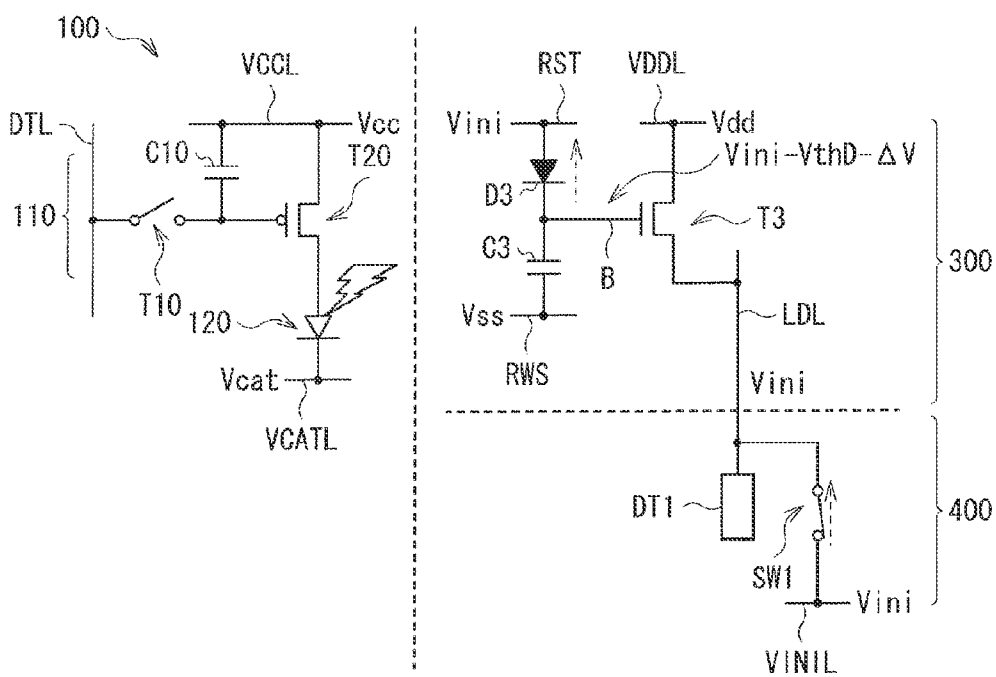 100
VCCL
DTL
Vcc
C10
T20
110
T10
120
Vcat
VCATL
RST
VDDL
Vini
Vdd
Vini-VthD-ΔV
D3
T3
C3
B
300
Vss
LDL
RWS
Vini
DT1
400
SW1
Vini
VINIL